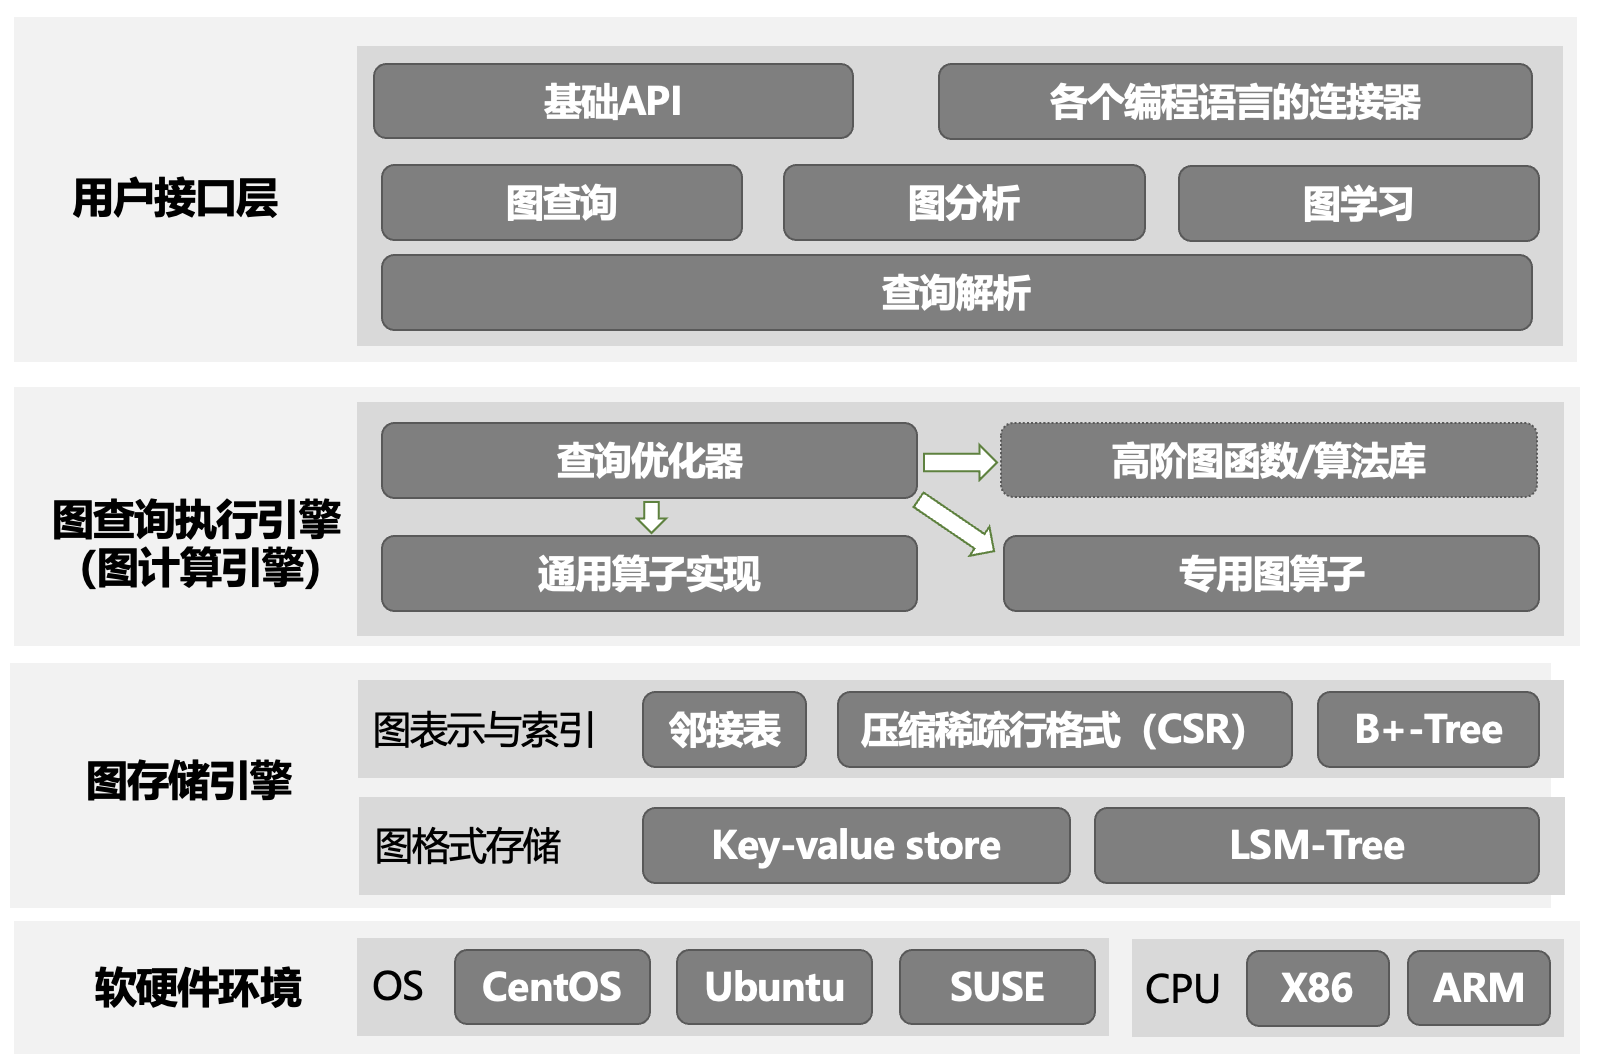 用户接口层
基础API
各个编程语言的连接器
图查询
图分析
图学习
查询解析
图查询执行引擎
（图计算引擎）
查询优化器
高阶图函数/算法库
通用算子实现
专用图算子
图存储引擎
图表示与索引
邻接表
压缩稀疏行格式（CSR）
B+-Tree
图格式存储
Key-value store
LSM-Tree
软硬件环境
OS
CentOS
Ubuntu
SUSE
CPU
X86
ARM